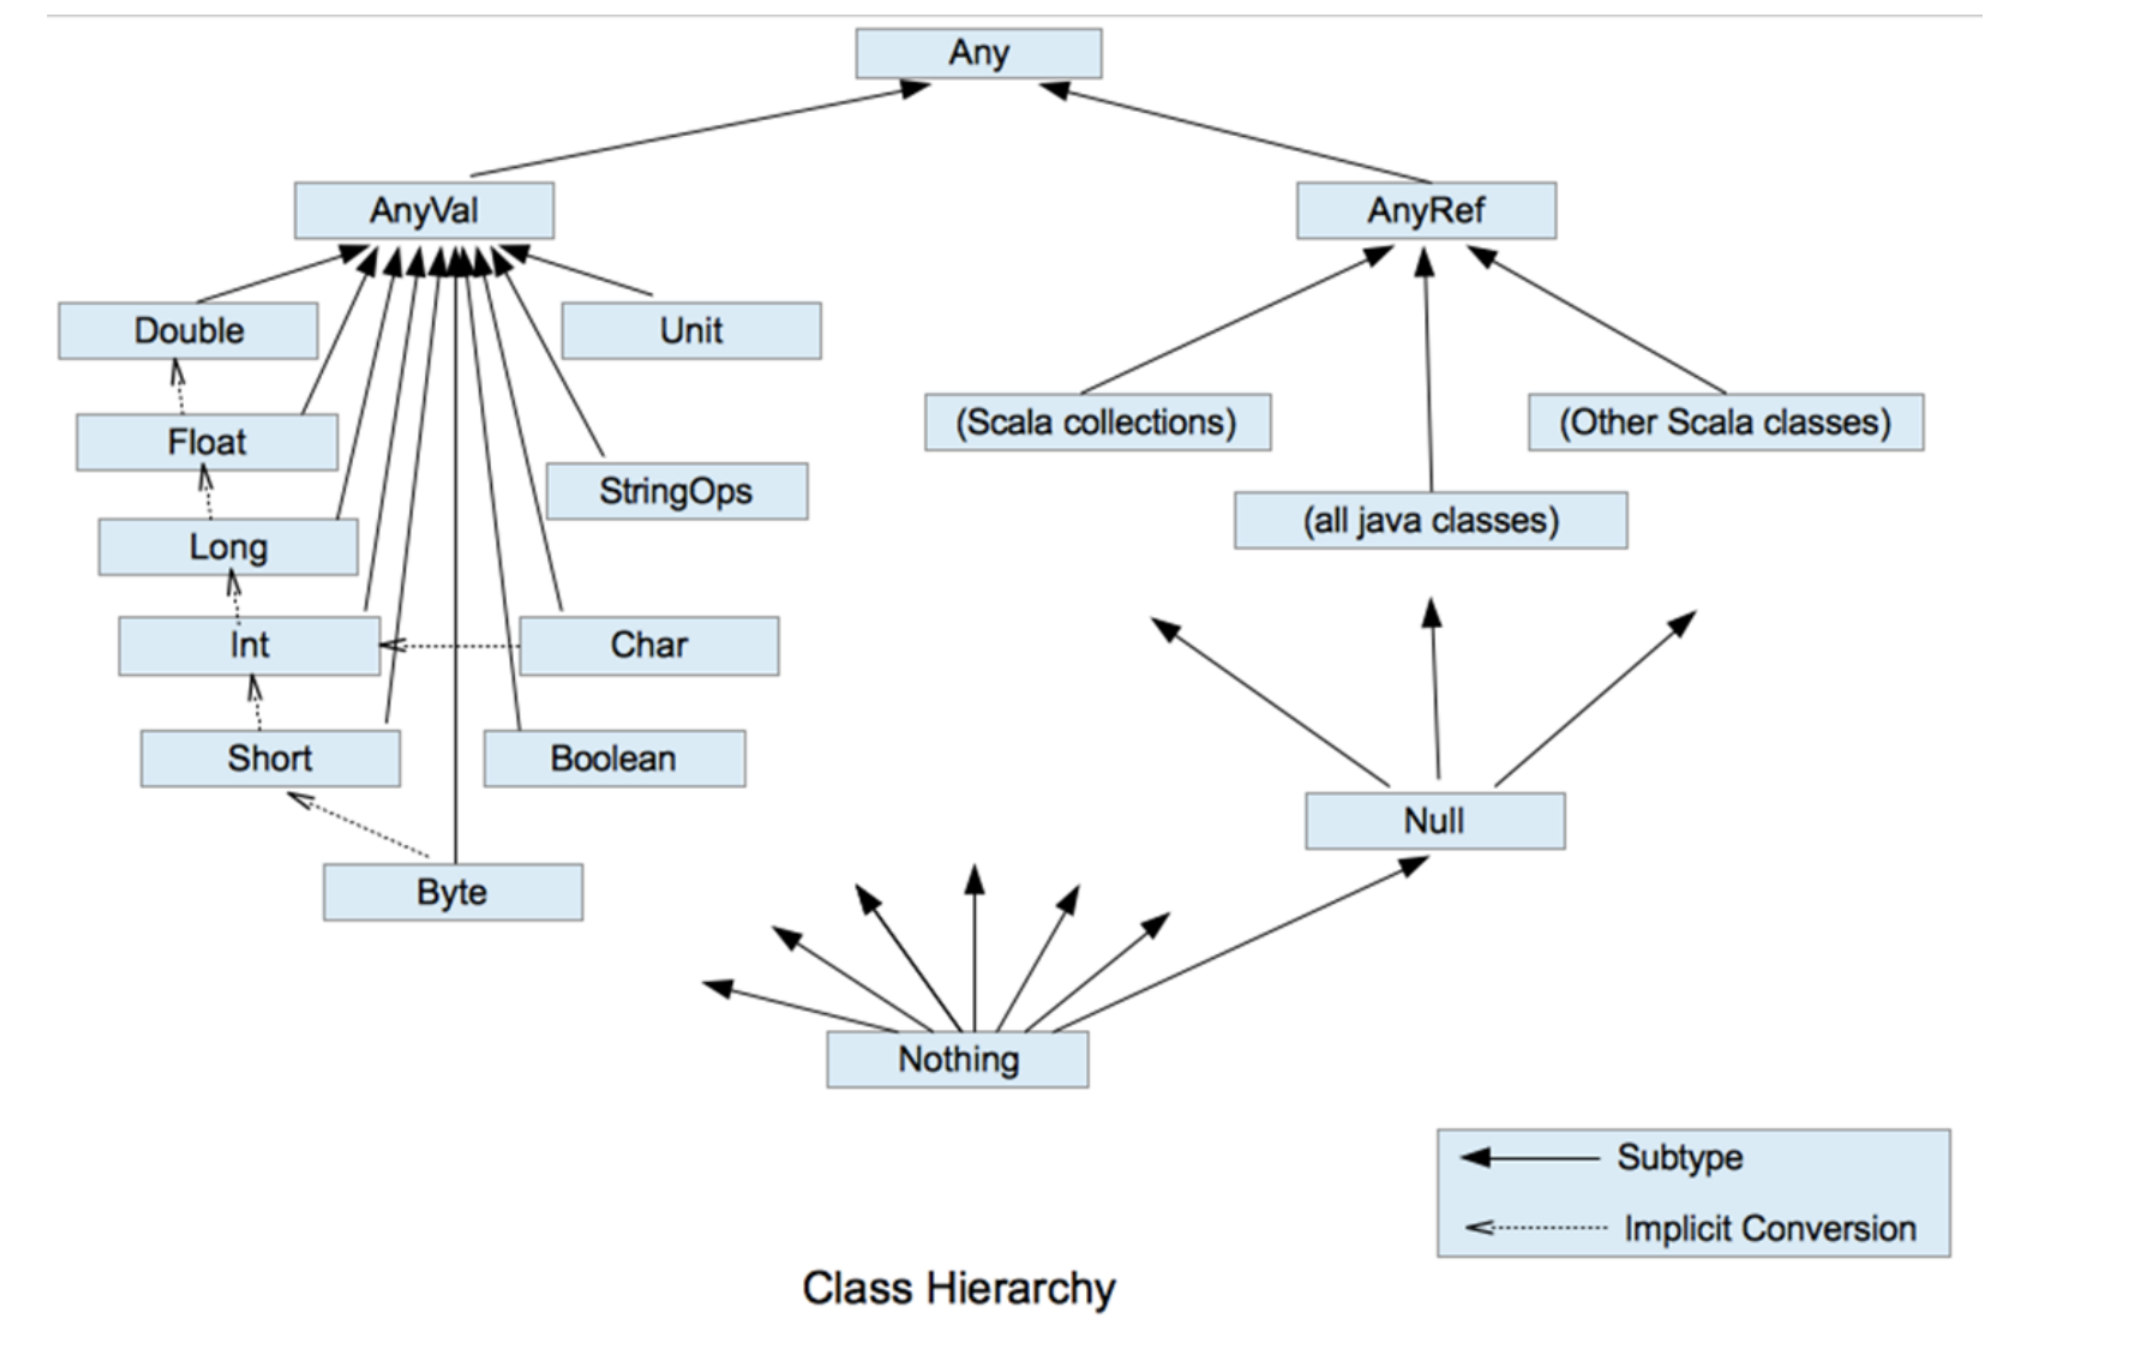 Any
AnyVal
AnyRef
Double
Unit
(Scala collections)
(Other Scala classes)
Float
StringOps
(all java classes)
Long
Int
Char
Short
Boolean
Null
Byte
Nothing
Subtype
Implicit Conversion
Class Hierarchy